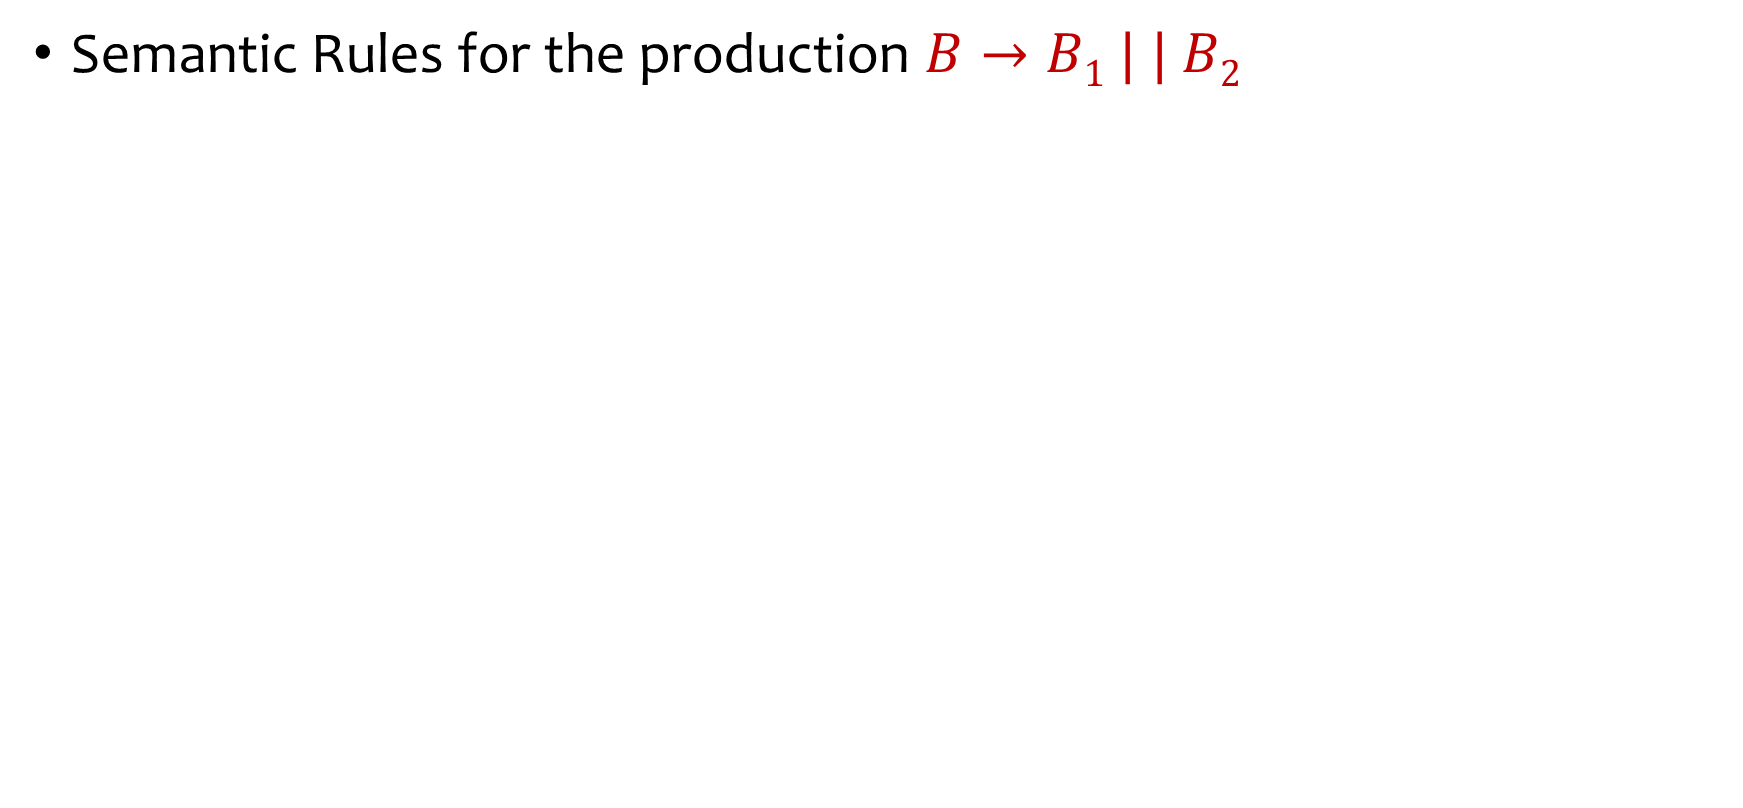 • Semantic Rules for the production B → B₁ || B₂